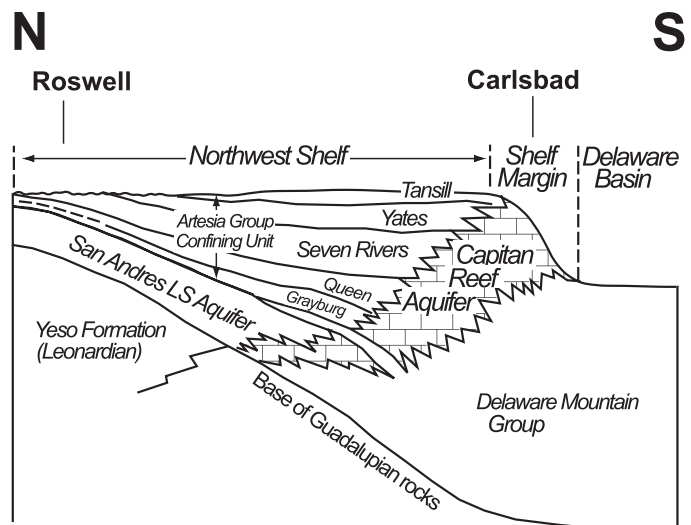 N
S
Roswell
Carlsbad
Northwest Shelf
Shelf
Margin
Delaware
Basin
Tansill
Yates
Artesia Group
Confining Unit
Seven Rivers
Capitan
Reef
Aquifer
Queen
Grayburg
San Andres LS Aquifer
Yeso Formation
(Leonardian)
Base of Guadalupian rocks
Delaware Mountain
Group